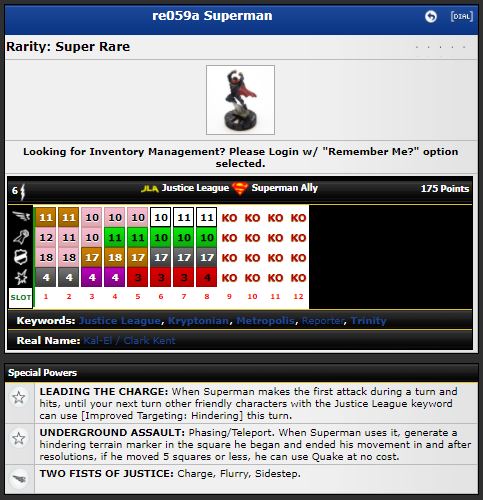 re059a Superman
[DIAL]
Rarity: Super Rare
Looking for Inventory Management? Please Login w/ "Remember Me?" option
selected.
6 JLA Justice League Superman Ally 175 Points
11 11 10 10 10 10 11 11 KO KO KO KO
12 11 10 11 11 10 10 10 KO KO KO KO
18 18 17 18 17 17 17 17 KO KO KO KO
4 4 4 4 3 3 4 4 KO KO KO KO
SLOT 1 2 3 4 5 6 7 8 9 10 11 12
Keywords: Justice League, Kryptonian, Metropolis, Reporter, Trinity
Real Name: Kal-El / Clark Kent
Special Powers
LEADING THE CHARGE: When Superman makes the first attack during a turn and
hits, until your next turn other friendly characters with the Justice League keyword
can use [Improved Targeting: Hindering] this turn.
UNDERGROUND ASSAULT: Phasing/Teleport. When Superman uses it, generate a
hindering terrain marker in the square he began and ended his movement in and after
resolutions, if he moved 5 squares or less, he can use Quake at no cost.
TWO FISTS OF JUSTICE: Charge, Flurry, Sidestep.